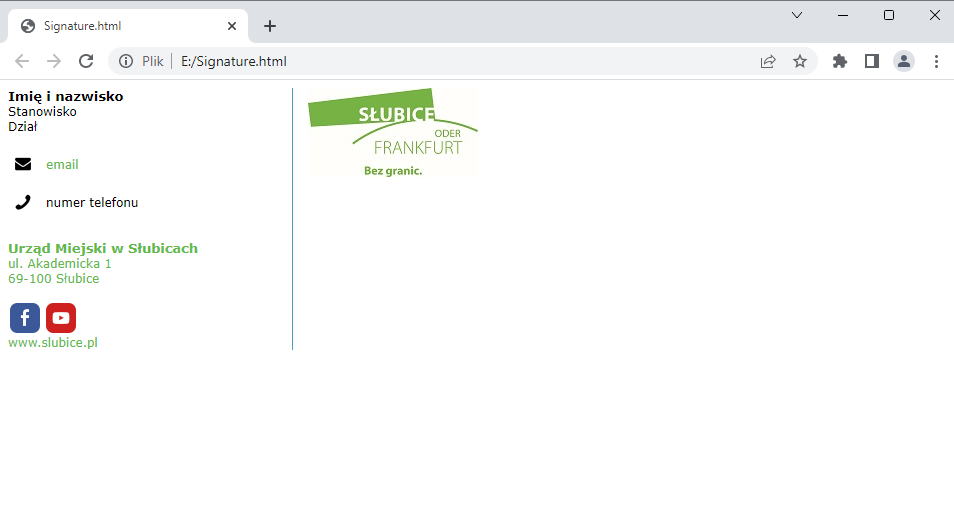 Signature.html
Plik
E:/Signature.html
Imię i nazwisko
Stanowisko
Dział
email
numer telefonu
Urząd Miejski w Słubicach
ul. Akademicka 1
69-100 Słubice
f
www.slubice.pl
SŁUBICE
ODER
FRANKFURT
Bez granic.